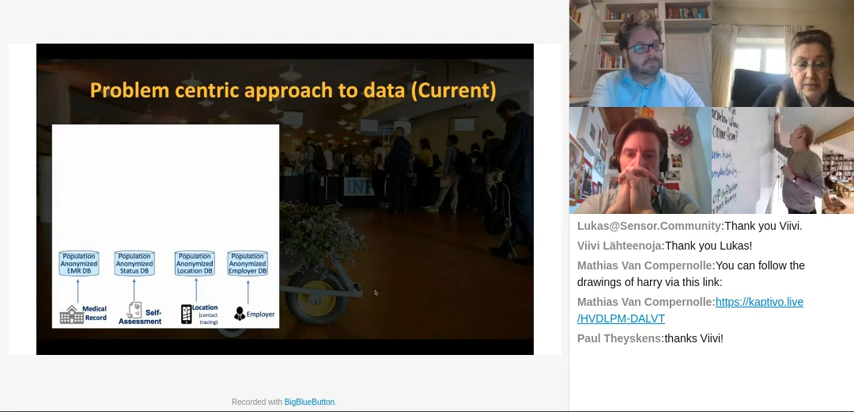 Problem centric approach to data (Current)
INF
Population
Anonymized
EMR DB
Population
Anonymized
Status DB
Population
Anonymized
Location DB
Population
Anonymized
Employer DB
Medical
Record
Self-
Assessment
Location
(contact
tracing)
Employer
Recorded with BigBlueButton.
Lukas@Sensor.Community:Thank you Viivi.
Viivi Lähteenoja:Thank you Lukas!
Mathias Van Compernolle:You can follow the
drawings of harry via this link:
Mathias Van Compernolle:https://kaptivo.live
/HVDLPM-DALVT
Paul Theyskens:thanks Viivi!